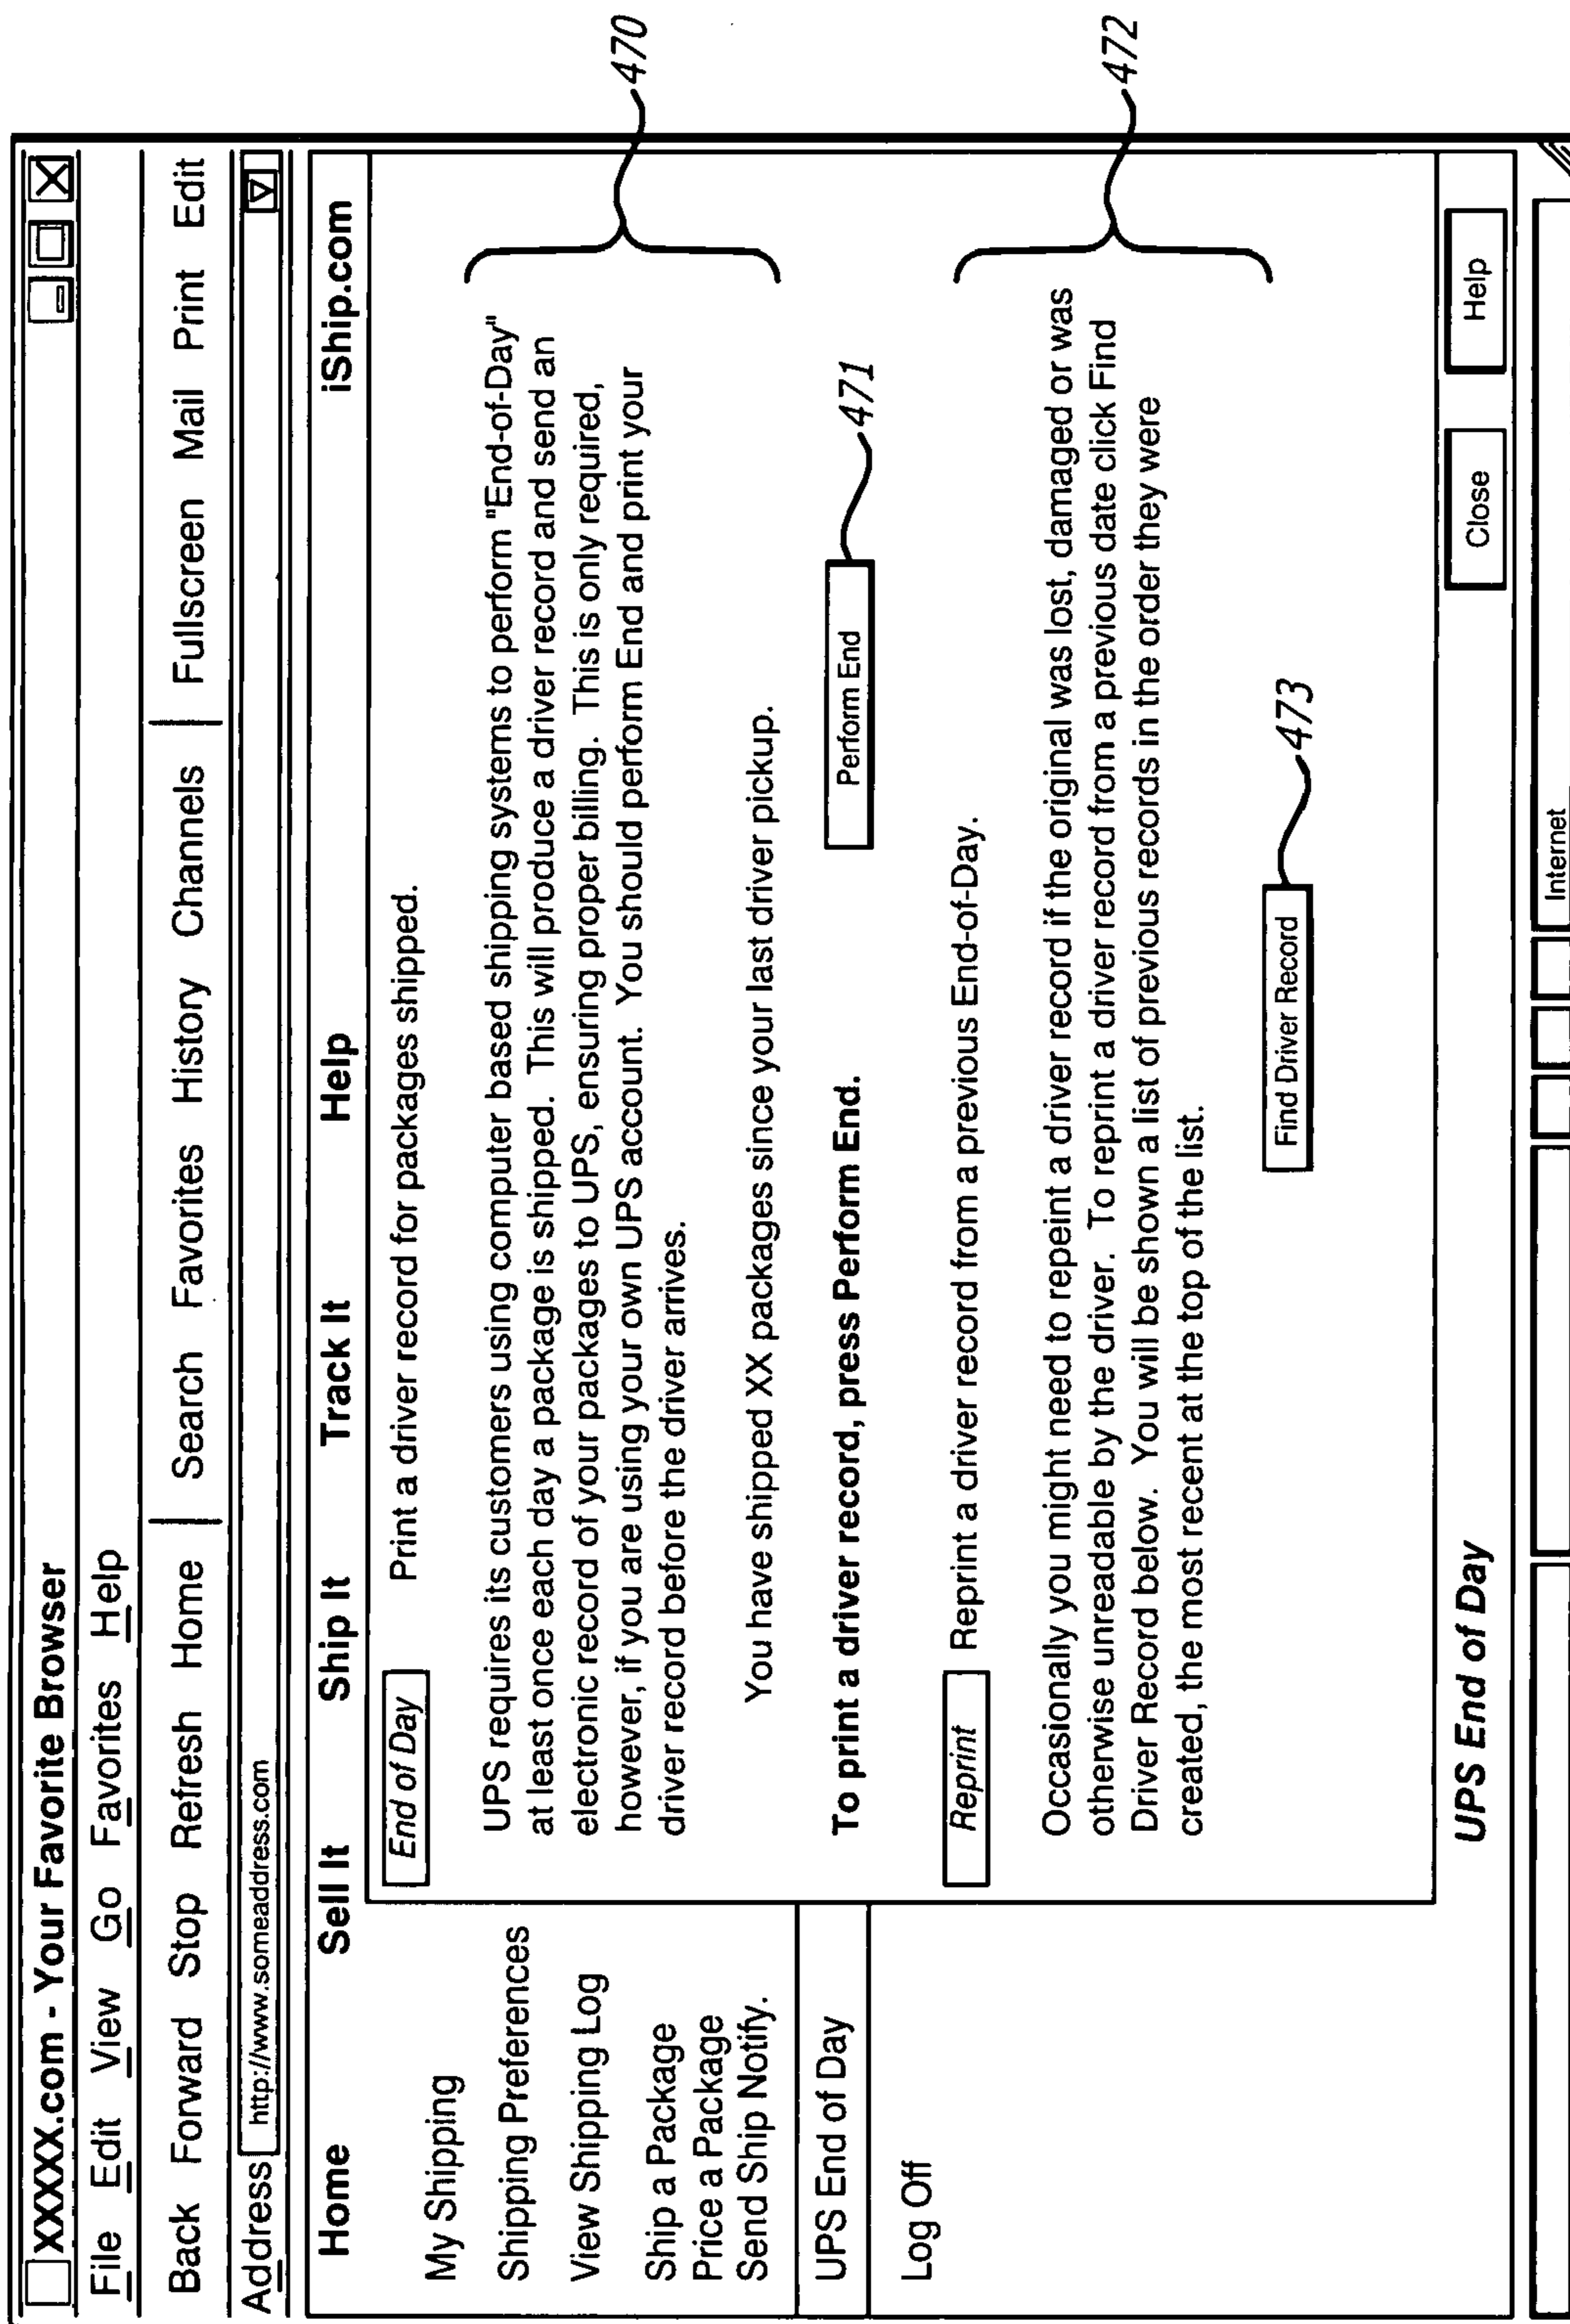 XXXXX.com - Your Favorite Browser
File Edit View Go Favorites Help
Back Forward Stop Refresh Home Search Favorites History Channels Fullscreen Mail Print Edit
Address http://www.someaddress.com
Home Sell It Ship It Track It Help iShip.com
My Shipping
Shipping Preferences
View Shipping Log
Ship a Package
Price a Package
Send Ship Notify.
UPS End of Day
Log Off
End of Day Print a driver record for packages shipped.
UPS requires its customers using computer based shipping systems to perform "End-of-Day"
at least once each day a package is shipped. This will produce a driver record and send an
electronic record of your packages to UPS, ensuring proper billing. This is only required,
however, if you are using your own UPS account. You should perform End and print your
driver record before the driver arrives.
470
You have shipped XX packages since your last driver pickup.
To print a driver record, press Perform End.
Perform End
471
Reprint Reprint a driver record from a previous End-of-Day.
Occasionally you might need to repeint a driver record if the original was lost, damaged or was
otherwise unreadable by the driver. To reprint a driver record from a previous date click Find
Driver Record below. You will be shown a list of previous records in the order they were
created, the most recent at the top of the list.
472
Find Driver Record
473
UPS End of Day Close Help
Internet